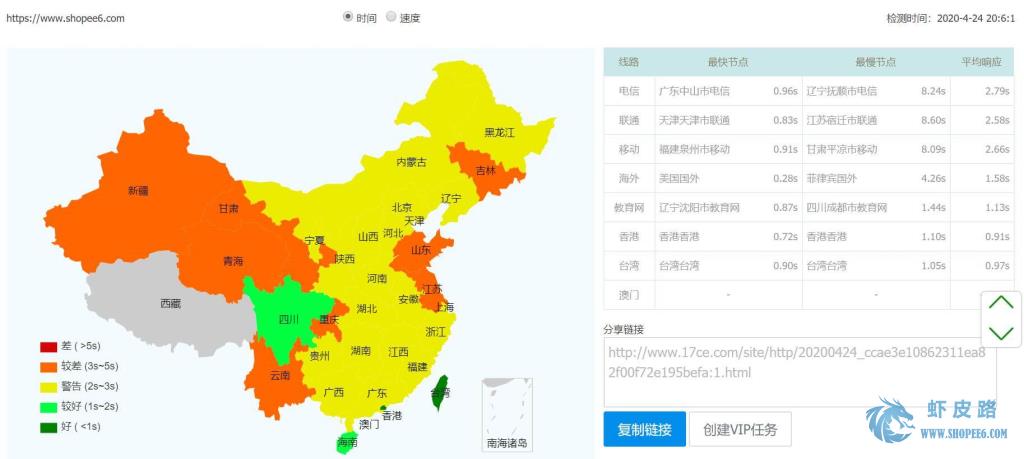 https://www.shopee6.com
时间 速度
检测时间：2020-4-24 20:6:1
黑龙江
内蒙古
吉林
新疆
辽宁
甘肃
北京
天津
宁夏
山西
河北
山东
陕西
青海
河南
江苏
西藏
安徽
上海
湖北
四川
重庆
浙江
湖南
江西
贵州
福建
云南
广西
广东
台湾
香港
澳门
海南
南海诸岛
差 ( >5s)
较差 (3s~5s)
警告 (2s~3s)
较好 (1s~2s)
好 ( <1s)
线路 最快节点 最慢节点 平均响应
电信 广东中山市电信 0.96s 辽宁抚顺市电信 8.24s 2.79s
联通 天津天津市联通 0.83s 江苏宿迁市联通 8.60s 2.58s
移动 福建泉州市移动 0.91s 甘肃平凉市移动 8.09s 2.66s
海外 美国国外 0.28s 菲律宾国外 4.26s 1.58s
教育网 辽宁沈阳市教育网 0.87s 四川成都市教育网 1.44s 1.13s
香港 香港香港 0.72s 香港香港 1.10s 0.91s
台湾 台湾台湾 0.90s 台湾台湾 1.05s 0.97s
澳门 - -
分享链接
http://www.17ce.com/site/http/20200424_ccae3e10862311ea8
2f00f72e195befa:1.html
复制链接 创建VIP任务
虾皮路
WWW.SHOPEE6.COM